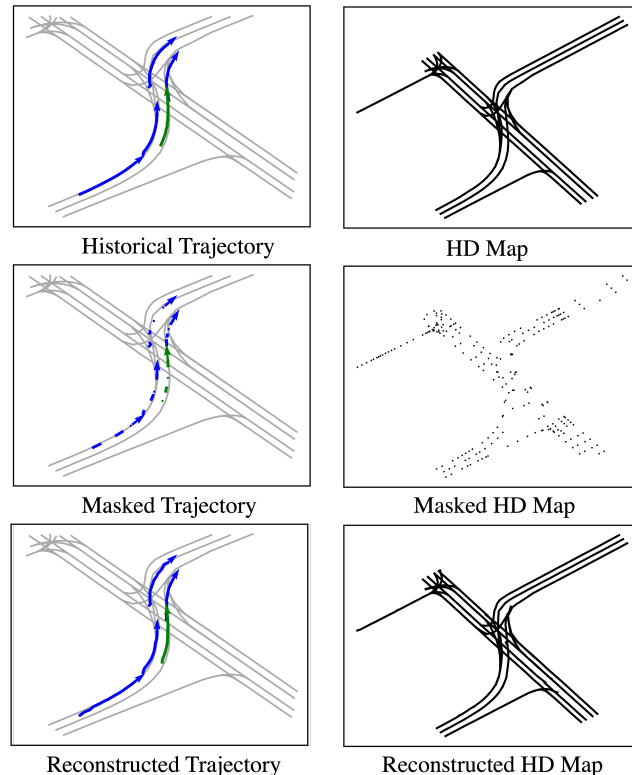 Historical Trajectory
HD Map
Masked Trajectory
Masked HD Map
Reconstructed Trajectory
Reconstructed HD Map